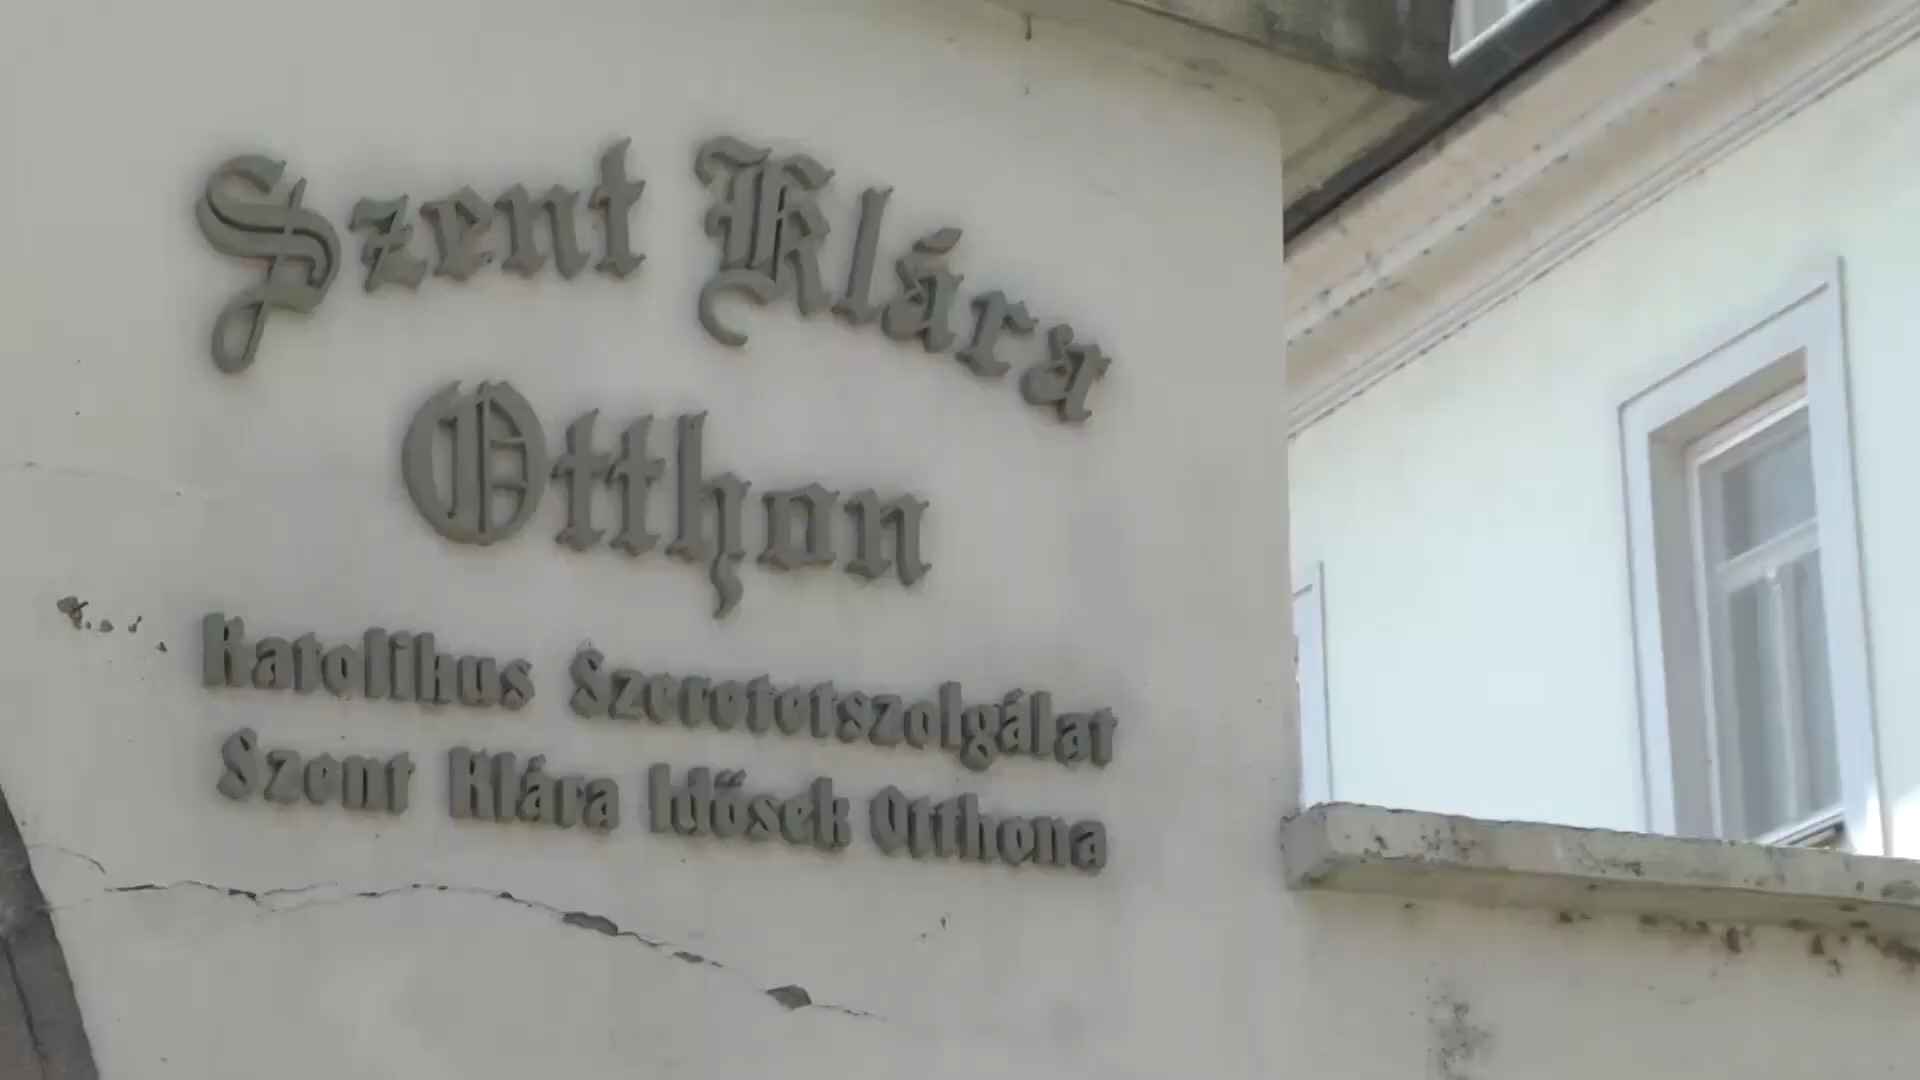 Szent Klára
Otthon
Katolikus Szeretetszolgálat
Szent Klára Idősek Otthona